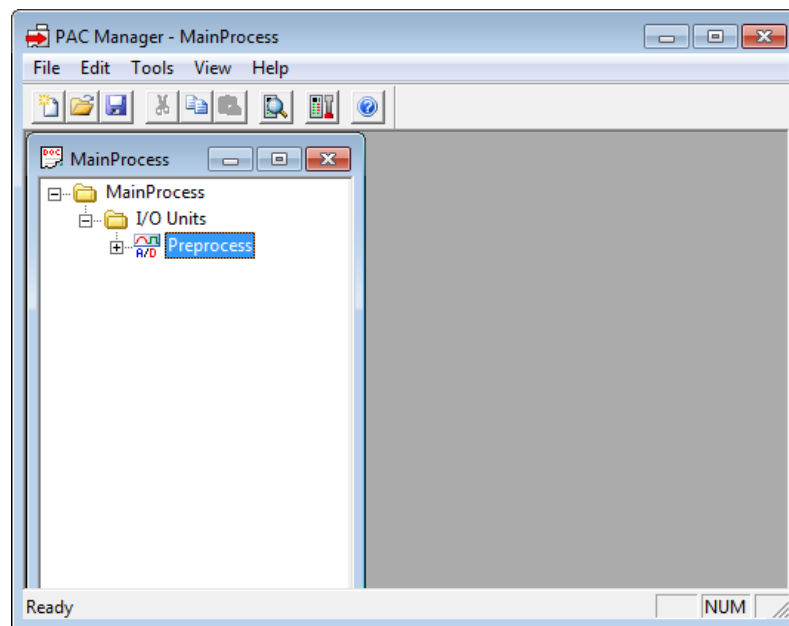 PAC Manager - MainProcess
File Edit Tools View Help
MainProcess
MainProcess
I/O Units
A/D Preprocess
Ready
NUM